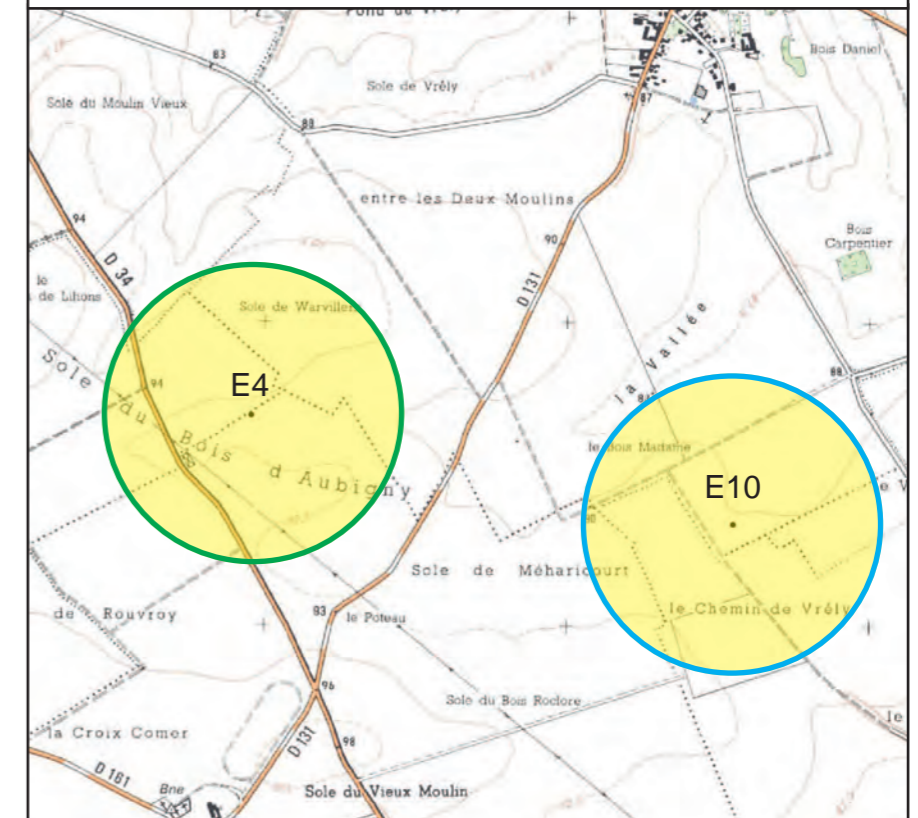 Fond de Vrély
83
Bois Daniel
Sole de Vrély
Sole du Moulin Vieux
87
88
entre les Deux Moulins
94
90
Bois
Carpentier
D 34
le
de Lihons
D 131
Sole de Warvillers
la Vallée
88
94
E4
Sole du Bois d'Aubigny
le Bois Madame
E10
le V
Sole de Méharicourt
de Rouvroy
83
le Poteau
le Chemin de Vrély
96
Sole du Bois Roclore
le
la Croix Comer
D 131
98
D 161
Bne
Sole du Vieux Moulin